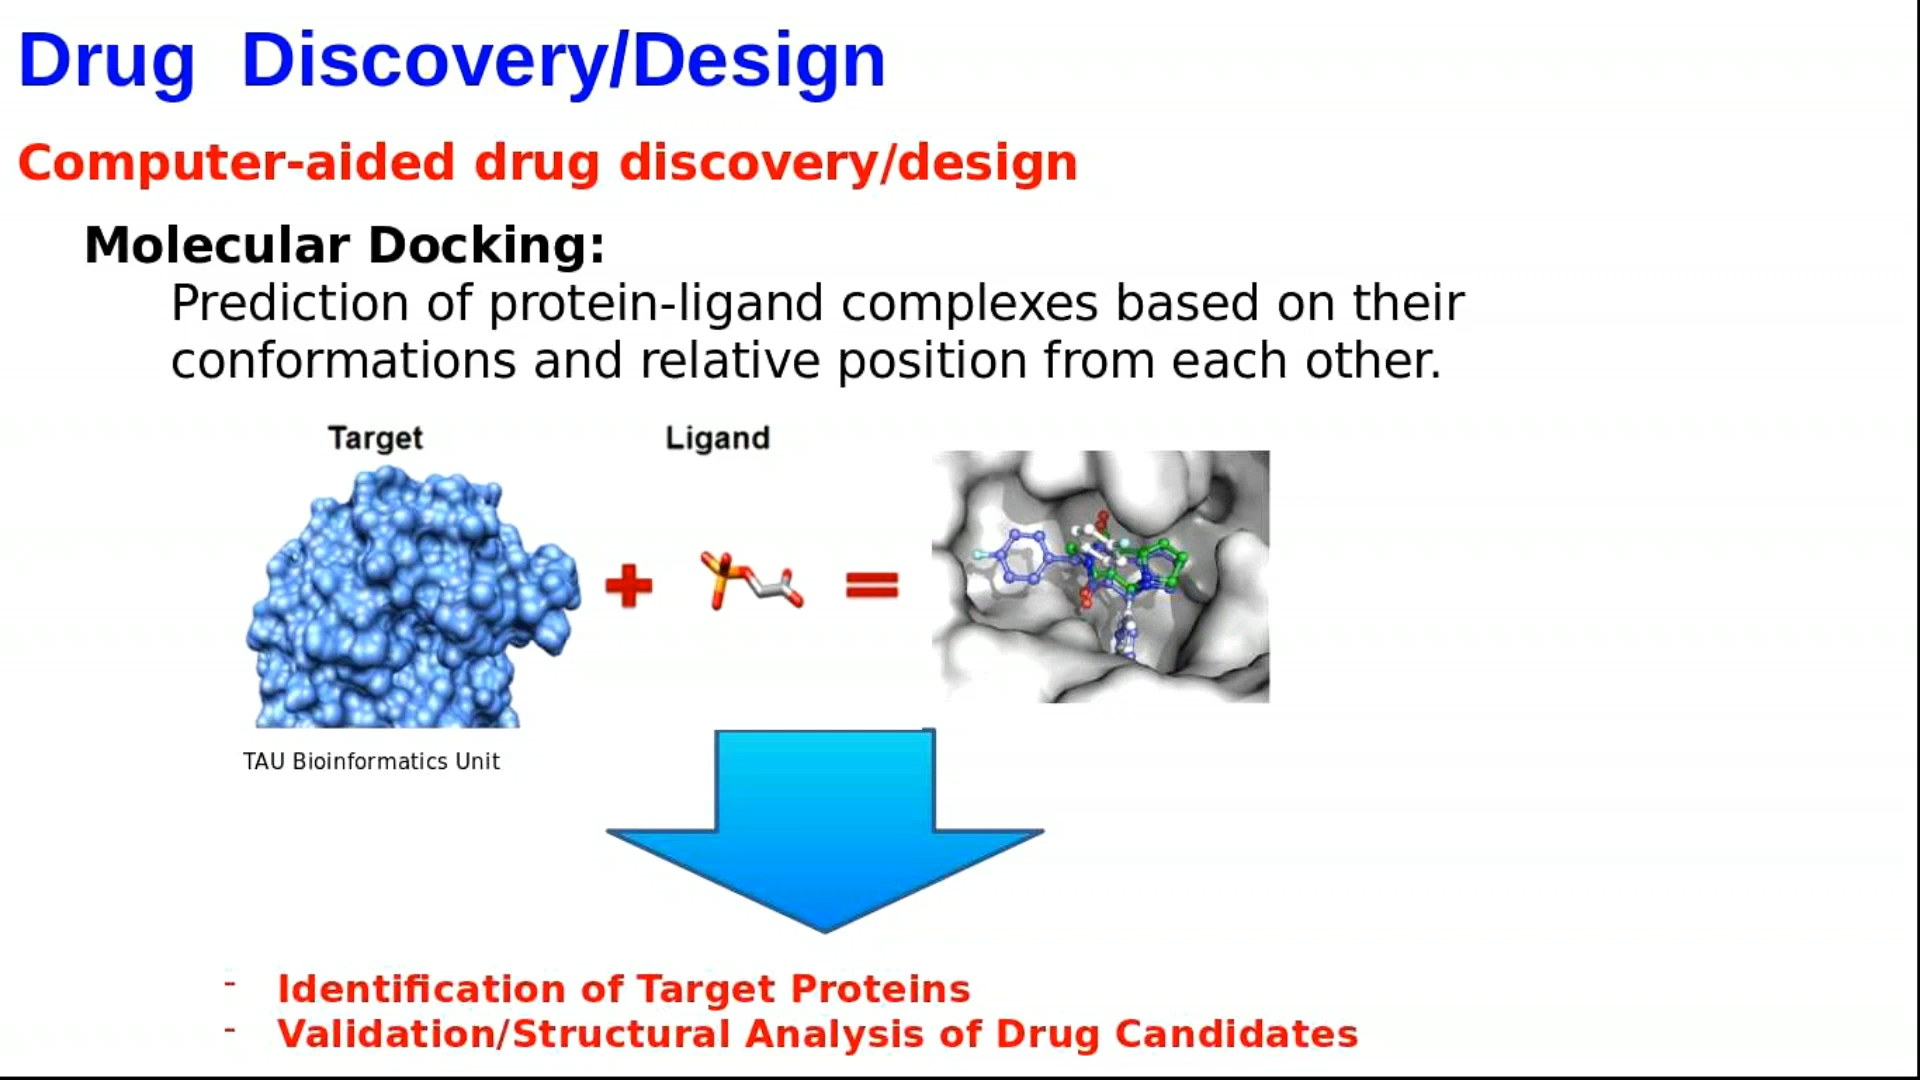 Drug Discovery/Design
Computer-aided drug discovery/design
Molecular Docking:
Prediction of protein-ligand complexes based on their
conformations and relative position from each other.
Target
Ligand
TAU Bioinformatics Unit
- Identification of Target Proteins
- Validation/Structural Analysis of Drug Candidates